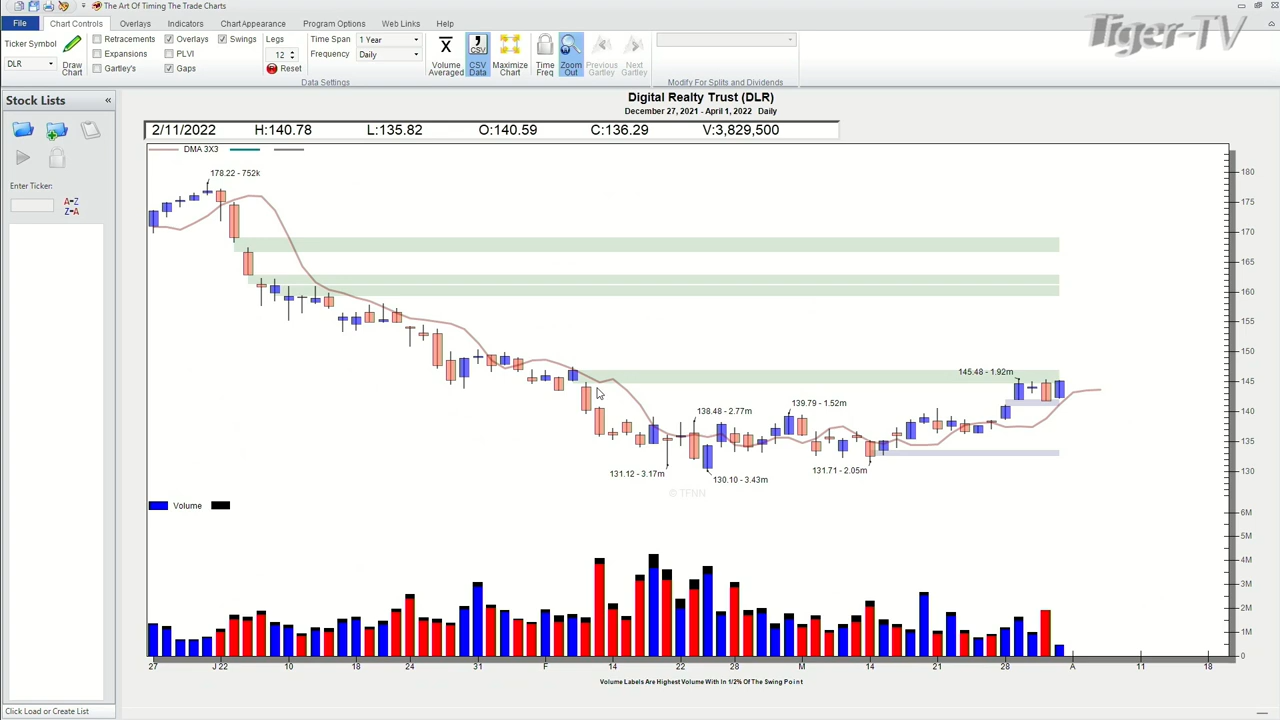 The Art Of Timing The Trade Charts
Tiger-TV
File Chart Controls Overlays Indicators Chart Appearance Program Options Web Links Help
Ticker Symbol
DLR
Draw Chart
Retracements Overlays Swings
Expansions PLVI
Gartley's Gaps
Legs
12
Reset
Time Span 1 Year
Frequency Daily
Data Settings
Volume Averaged
CSV Data
Maximize Chart
Time Freq
Zoom Out
Previous Gartley
Next Gartley
Modify For Splits and Dividends
Stock Lists
Enter Ticker:
A-Z
Z-A
Click Load or Create List
Digital Realty Trust (DLR)
December 27, 2021 - April 1, 2022 Daily
2/11/2022 H:140.78 L:135.82 O:140.59 C:136.29 V:3,829,500
DMA 3X3
178.22 - 752k
145.48 - 1.92m
138.48 - 2.77m
139.79 - 1.52m
131.12 - 3.17m
130.10 - 3.43m
131.71 - 2.05m
© TFNN
180
175
170
165
160
155
150
145
140
135
130
Volume
6M
5M
4M
3M
2M
1M
0
27 J 22 10 18 24 31 F 14 22 28 M 14 21 28 A 11 18
Volume Labels Are Highest Volume With In 1/2% Of The Swing Point